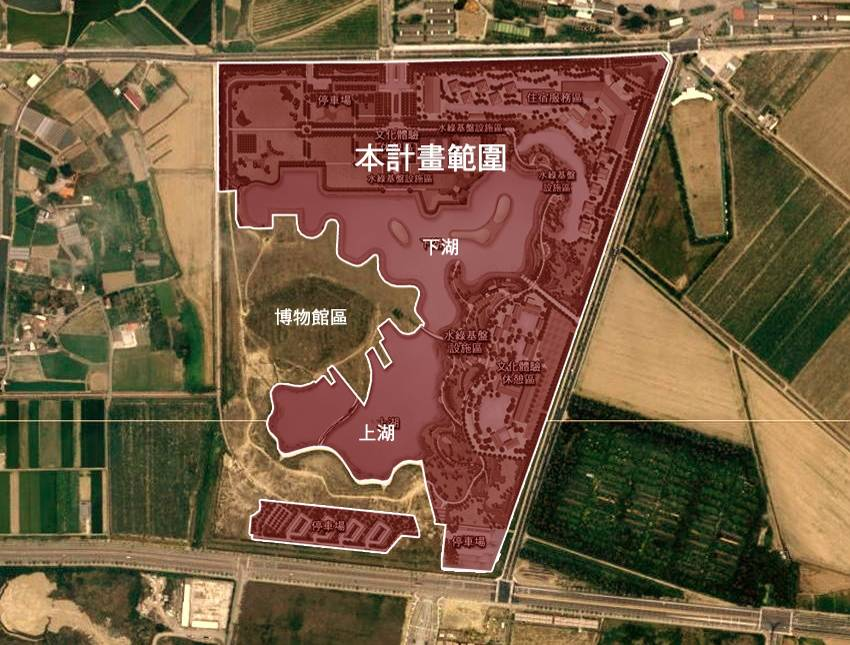 停車場
住宿服務區
水綠基盤設施區
文化體驗
本計畫範圍
水綠基盤
設施區
水綠基盤設施區
下湖
博物館區
水綠基盤
設施區
文化體驗
休憩區
上湖
上湖
停車場
停車場